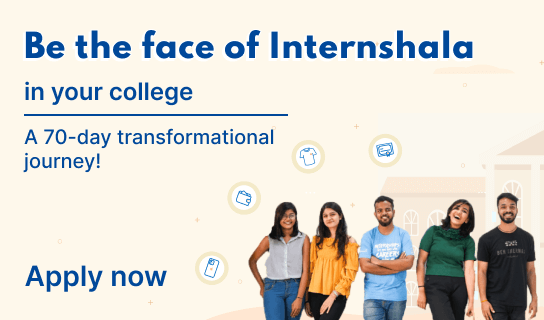 Be the face of Internshala
in your college
A 70-day transformational
journey!
Apply now